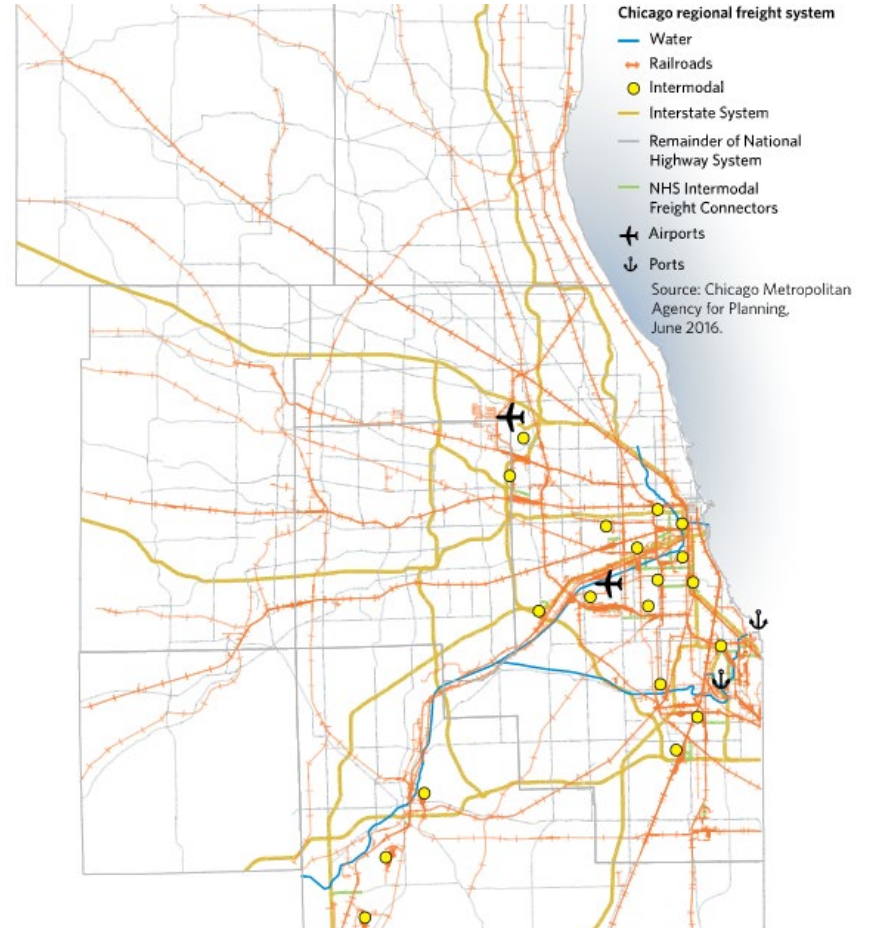 Chicago regional freight system
Water
Railroads
Intermodal
Interstate System
Remainder of National
Highway System
NHS Intermodal
Freight Connectors
Airports
Ports
Source: Chicago Metropolitan
Agency for Planning,
June 2016.